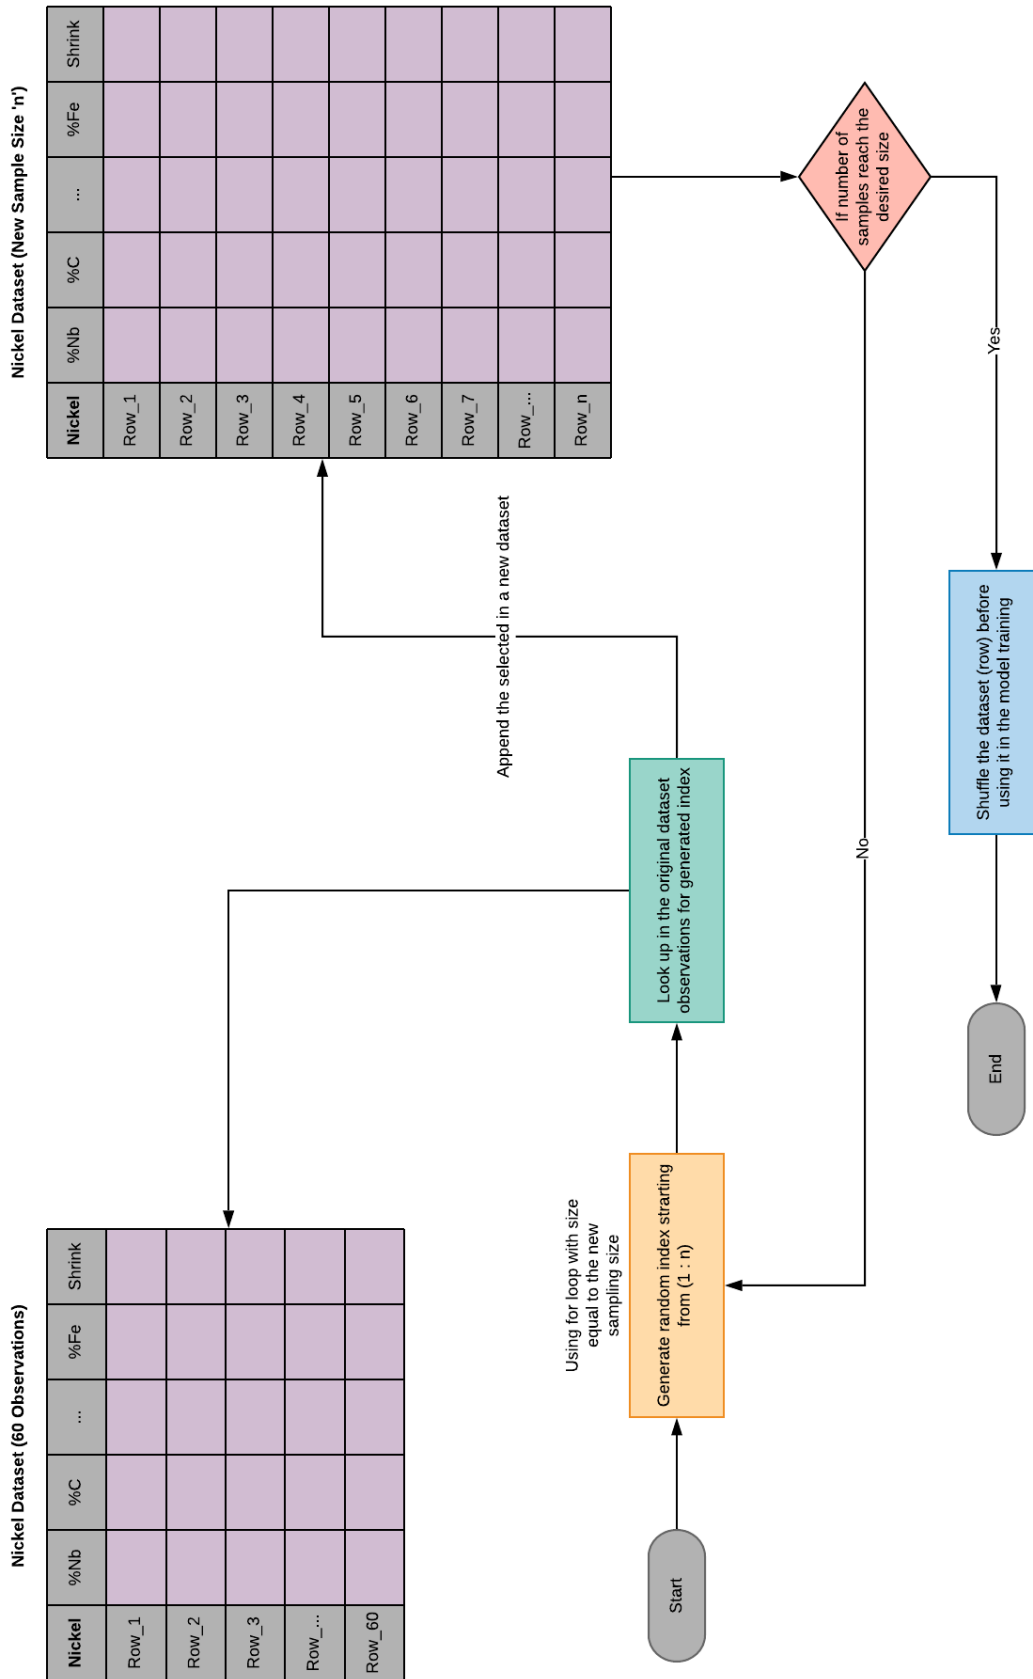 Nickel Dataset (60 Observations)
Nickel %Nb %C ... %Fe Shrink
Row_1
Row_2
Row_3
Row_...
Row_60
Nickel Dataset (New Sample Size 'n')
Nickel %Nb %C ... %Fe Shrink
Row_1
Row_2
Row_3
Row_4
Row_5
Row_6
Row_7
Row_...
Row_n
Start
Using for loop with size
equal to the new
sampling size
Generate random index strarting
from (1 : n)
Look up in the original dataset
observations for generated index
Append the selected in a new dataset
If number of
samples reach the
desired size
No
Yes
Shuffle the dataset (row) before
using it in the model training
End